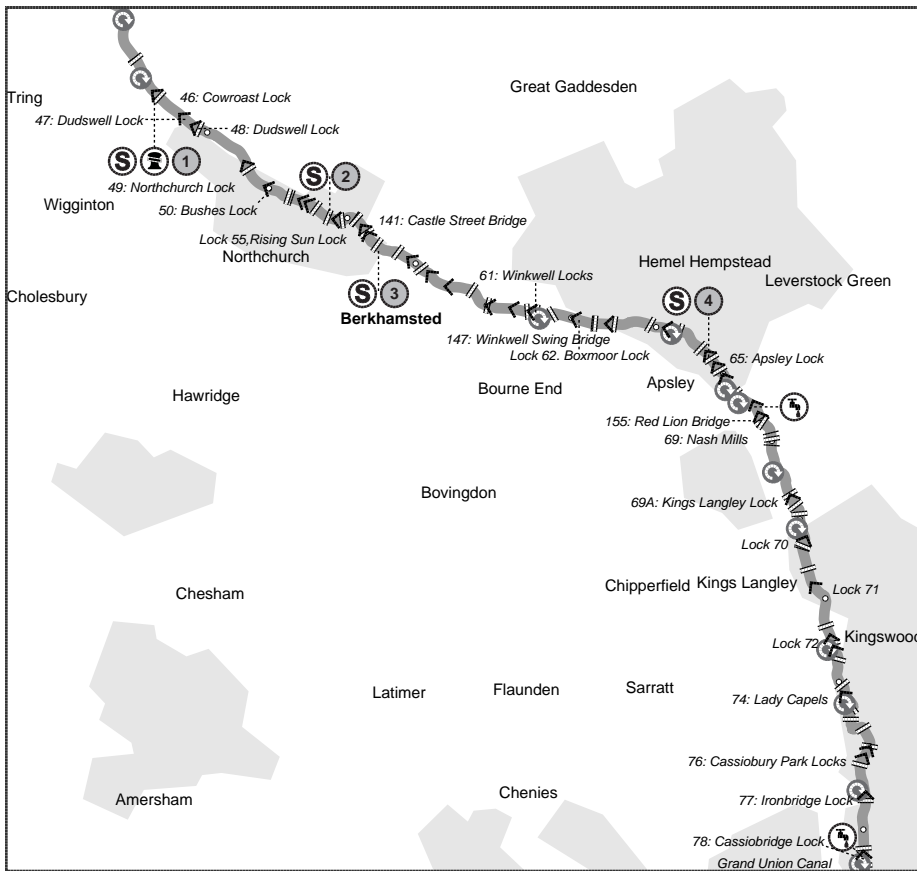 Great Gaddesden
46: Cowroast Lock
Tring
47: Dudswell Lock
48: Dudswell Lock
S
1
S
2
49: Northchurch Lock
Wigginton
50: Bushes Lock
141: Castle Street Bridge
Lock 55,Rising Sun Lock
Northchurch
Hemel Hempstead
61: Winkwell Locks
Leverstock Green
Cholesbury
S
3
S
4
Berkhamsted
147: Winkwell Swing Bridge
Lock 62. Boxmoor Lock
65: Apsley Lock
Apsley
Bourne End
Hawridge
155: Red Lion Bridge
69: Nash Mills
Bovingdon
69A: Kings Langley Lock
Lock 70
Chipperfield
Kings Langley
Lock 71
Chesham
Lock 72
Kingswood
Latimer
Flaunden
Sarratt
74: Lady Capels
76: Cassiobury Park Locks
Chenies
Amersham
77: Ironbridge Lock
78: Cassiobridge Lock
Grand Union Canal